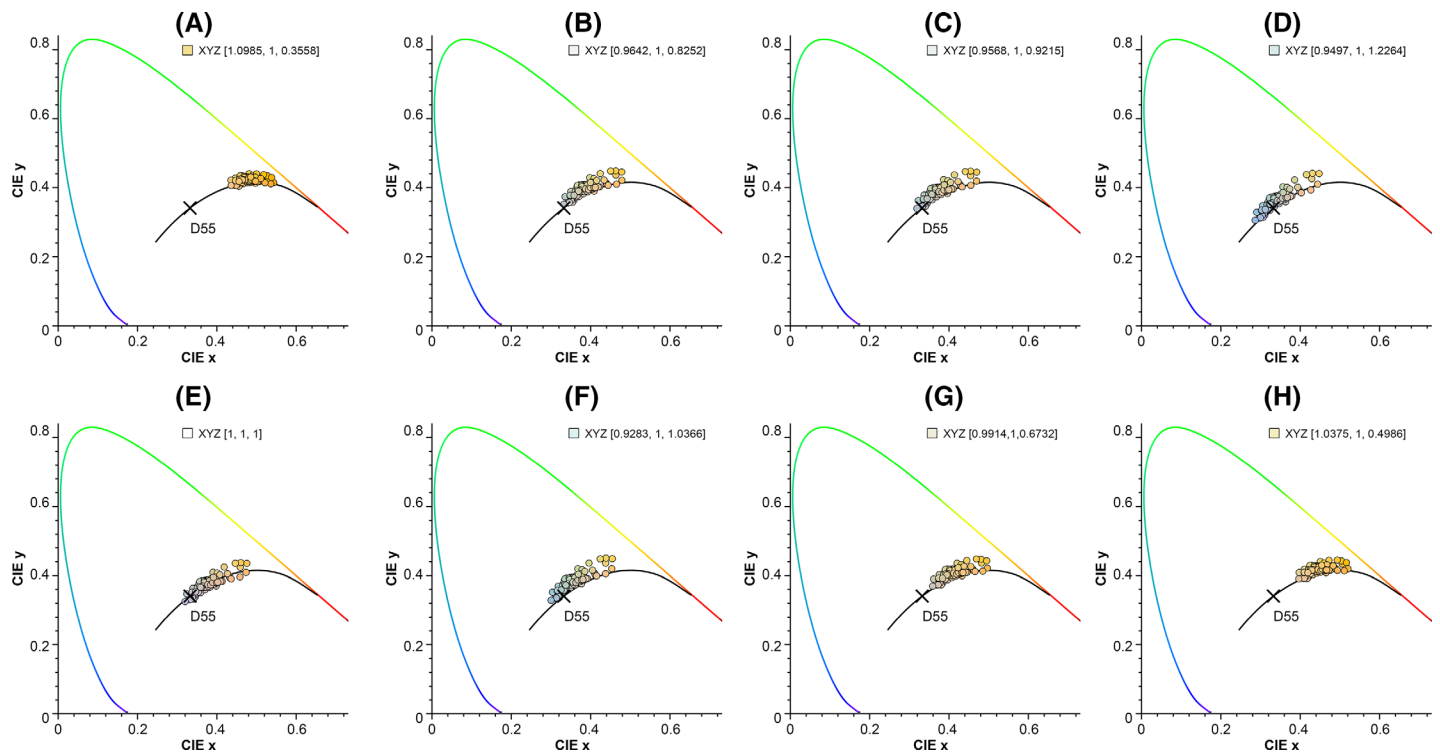 (A)
XYZ [1.0985, 1, 0.3558]
0.8
0.6
0.4
0.2
0
CIE y
D55
0
0.2
0.4
0.6
CIE x
(B)
XYZ [0.9642, 1, 0.8252]
0.8
0.6
0.4
0.2
0
CIE y
D55
0
0.2
0.4
0.6
CIE x
(C)
XYZ [0.9568, 1, 0.9215]
0.8
0.6
0.4
0.2
0
CIE y
D55
0
0.2
0.4
0.6
CIE x
(D)
XYZ [0.9497, 1, 1.2264]
0.8
0.6
0.4
0.2
0
CIE y
D55
0
0.2
0.4
0.6
CIE x
(E)
XYZ [1, 1, 1]
0.8
0.6
0.4
0.2
0
CIE y
D55
0
0.2
0.4
0.6
CIE x
(F)
XYZ [0.9283, 1, 1.0366]
0.8
0.6
0.4
0.2
0
CIE y
D55
0
0.2
0.4
0.6
CIE x
(G)
XYZ [0.9914,1,0.6732]
0.8
0.6
0.4
0.2
0
CIE y
D55
0
0.2
0.4
0.6
CIE x
(H)
XYZ [1.0375, 1, 0.4986]
0.8
0.6
0.4
0.2
0
CIE y
D55
0
0.2
0.4
0.6
CIE x